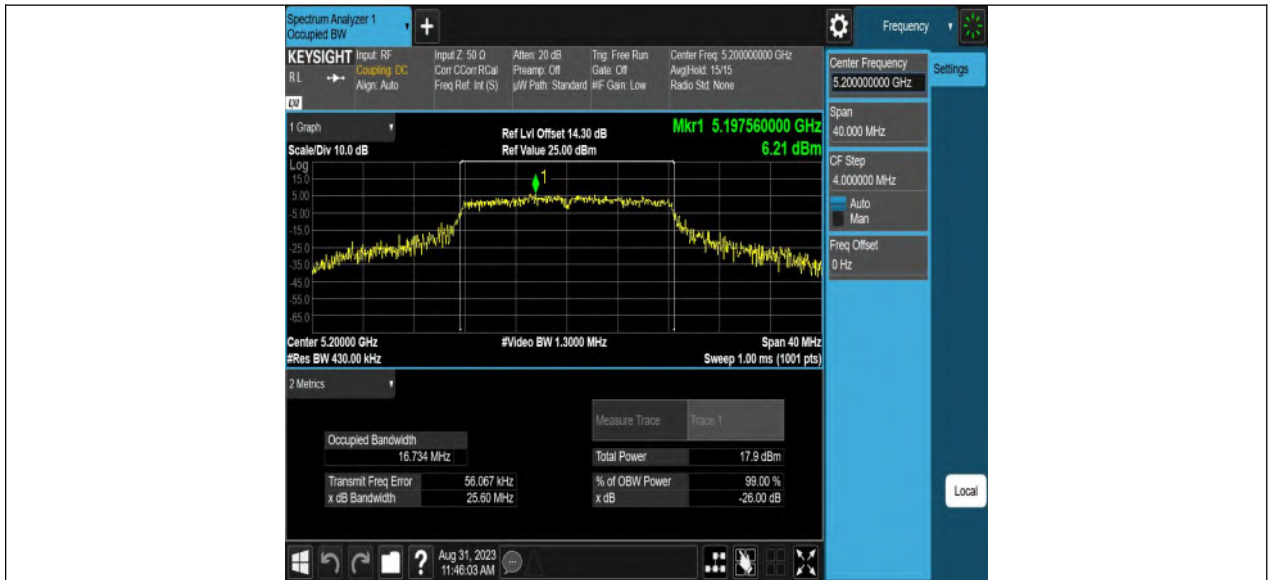 Spectrum Analyzer 1
Occupied BW
+
Frequency
KEYSIGHT Input: RF Input Z: 50 Ω Atten: 20 dB Trig: Free Run Center Freq: 5.200000000 GHz
RL Coupling: DC Corr CCorr RCal Preamp: Off Gate: Off Avg|Hold: 15/15
Align: Auto Freq Ref: Int (S) µW Path: Standard #IF Gain: Low Radio Std: None
LXI
Center Frequency
5.200000000 GHz
Settings
Span
40.000 MHz
CF Step
4.000000 MHz
Auto
Man
Freq Offset
0 Hz
Local
1 Graph
Ref Lvl Offset 14.30 dB
Mkr1 5.197560000 GHz
Scale/Div 10.0 dB
Ref Value 25.00 dBm
6.21 dBm
Log
15.0
5.00
-5.00
-15.0
-25.0
-35.0
-45.0
-55.0
-65.0
1
Center 5.20000 GHz #Video BW 1.3000 MHz Span 40 MHz
#Res BW 430.00 kHz Sweep 1.00 ms (1001 pts)
2 Metrics
Measure Trace Trace 1
Occupied Bandwidth
16.734 MHz
Total Power 17.9 dBm
Transmit Freq Error 56.067 kHz % of OBW Power 99.00 %
x dB Bandwidth 25.60 MHz x dB -26.00 dB
?
Aug 31, 2023
11:46:03 AM